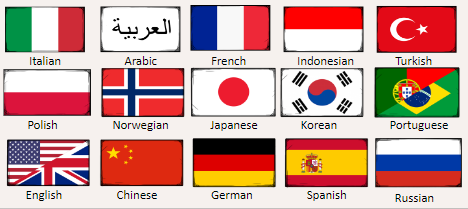 العربية
Italian Arabic French Indonesian Turkish
Polish Norwegian Japanese Korean Portuguese
English Chinese German Spanish Russian